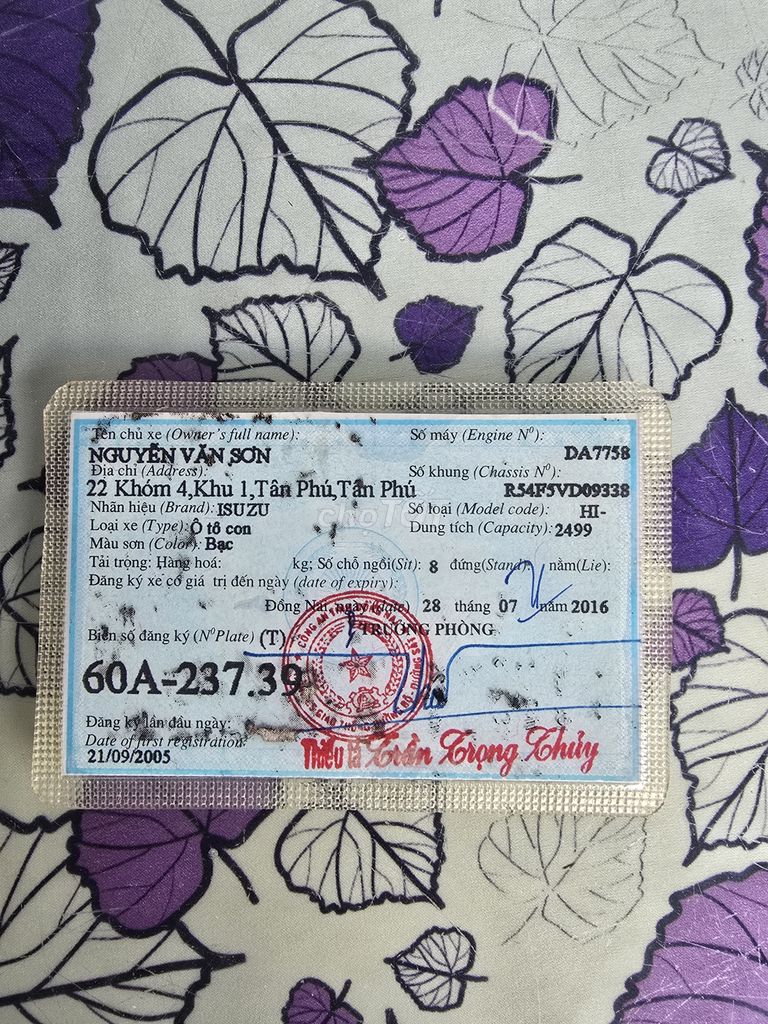 Tên chủ xe (Owner's full name): Số máy (Engine Nº):
NGUYỄN VĂN SƠN DA7758
Địa chỉ (Address): Số khung (Chassis Nº):
22 Khóm 4,Khu 1,Tân Phú,Tân Phú R54F5VD09338
Nhãn hiệu (Brand): ISUZU Số loại (Model code): HI-
Loại xe (Type): Ô tô con Dung tích (Capacity): 2499
Màu sơn (Color): Bạc
Tải trọng: Hàng hoá: kg; Số chỗ ngồi(Sit): 8 đứng(Stand): nằm(Lie):
Đăng ký xe có giá trị đến ngày (date of expiry):
Đồng Nai, ngày (date) 28 tháng 07 năm 2016
Biển số đăng ký (NºPlate) (T) TRƯỞNG PHÒNG
60A-237.39
Đăng ký lần đầu ngày:
Date of first registration:
21/09/2005
Thiếu tá Trần Trọng Thủy
chợTỐT